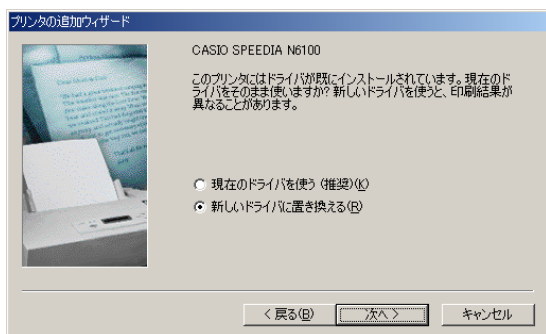 プリンタの追加ウィザード
CASIO SPEEDIA N6100
このプリンタにはドライバが既にインストールされています。現在のド
ライバをそのまま使いますか? 新しいドライバを使うと、印刷結果が
異なることがあります。
現在のドライバを使う (推奨)(K)
新しいドライバに置き換える(R)
< 戻る(B)
次へ >
キャンセル